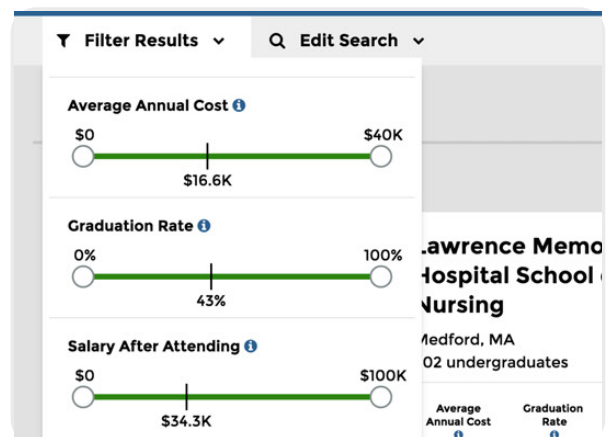 Filter Results
Edit Search
Average Annual Cost
$0 $40K
$16.6K
Graduation Rate
0% 100%
43%
Salary After Attending
$0 $100K
$34.3K
Lawrence Memo
Hospital School
Nursing
Medford, MA
02 undergraduates
Average
Annual Cost
Graduation
Rate